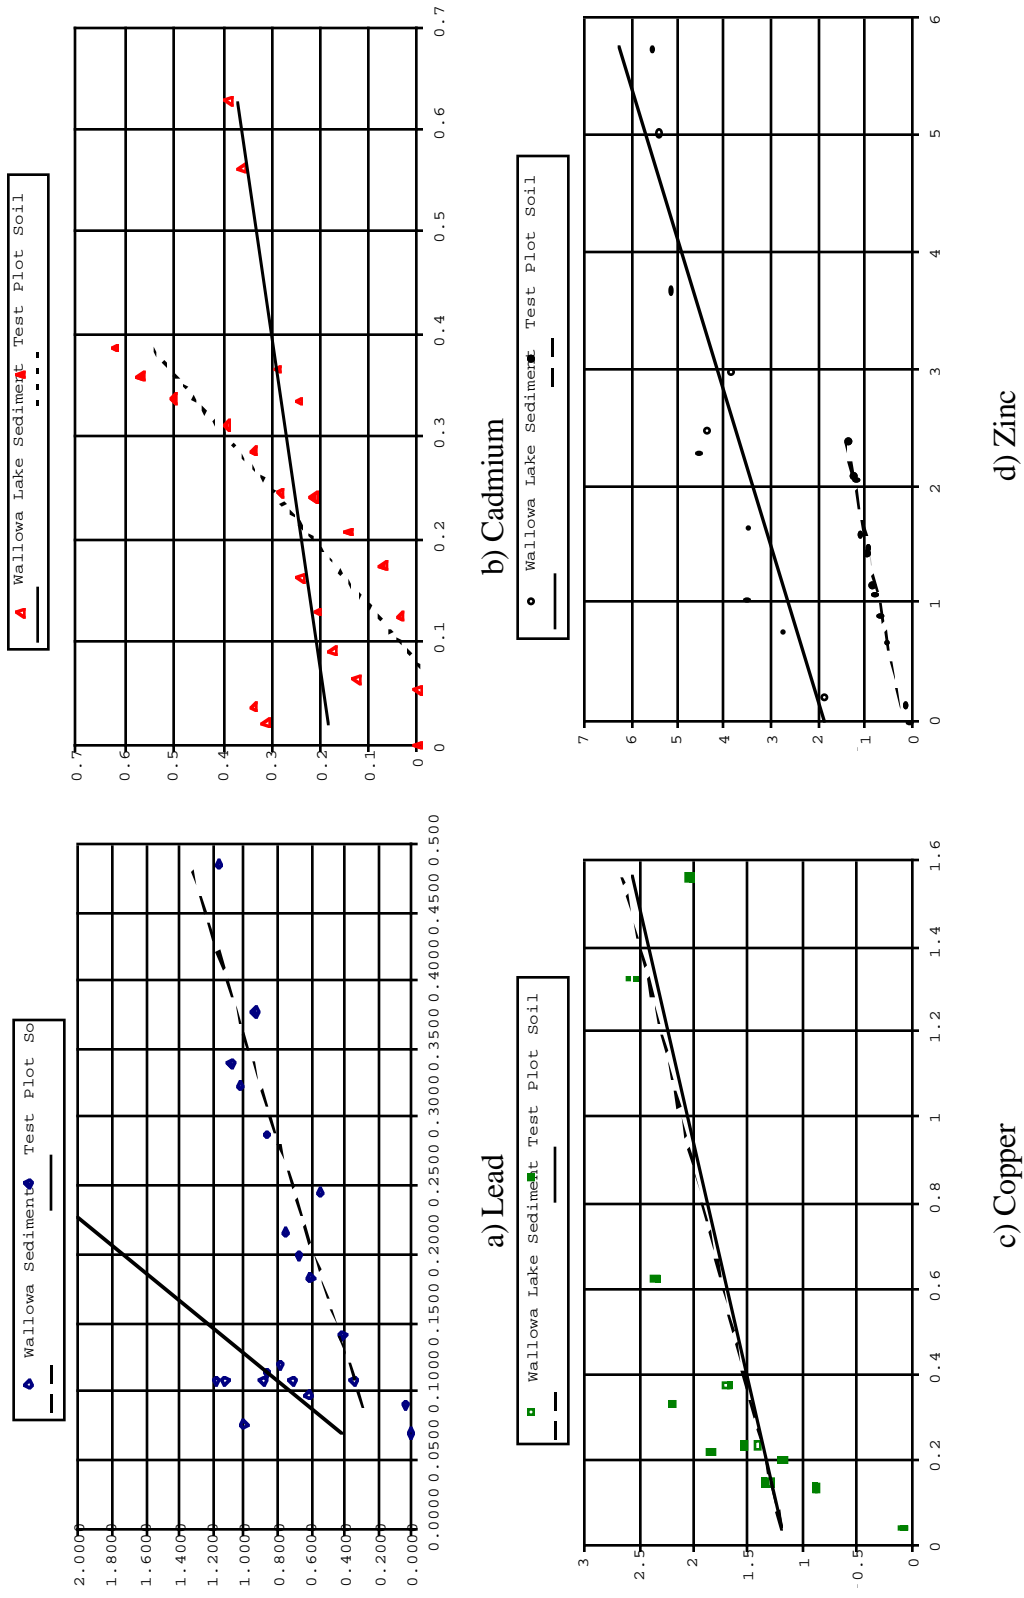 Wallowa Sediment Test Plot So
2.000
1.800
1.600
1.400
1.200
1.000
0.800
0.600
0.400
0.200
0.000
.0000 0.0500 0.1000 0.1500 0.2000 0.2500 0.3000 0.3500 0.4000 0.4500 0.500
a) Lead
Wallowa Lake Sediment Test Plot Soil
0.7
0.6
0.5
0.4
0.3
0.2
0.1
0
0 0.1 0.2 0.3 0.4 0.5 0.6 0.7
b) Cadmium
Wallowa Lake Sediment Test Plot Soil
3
2.5
2
1.5
1
0.5
0
0 0.2 0.4 0.6 0.8 1 1.2 1.4 1.6
c) Copper
Wallowa Lake Sediment Test Plot Soil
7
6
5
4
3
2
1
0
0 1 2 3 4 5 6
d) Zinc